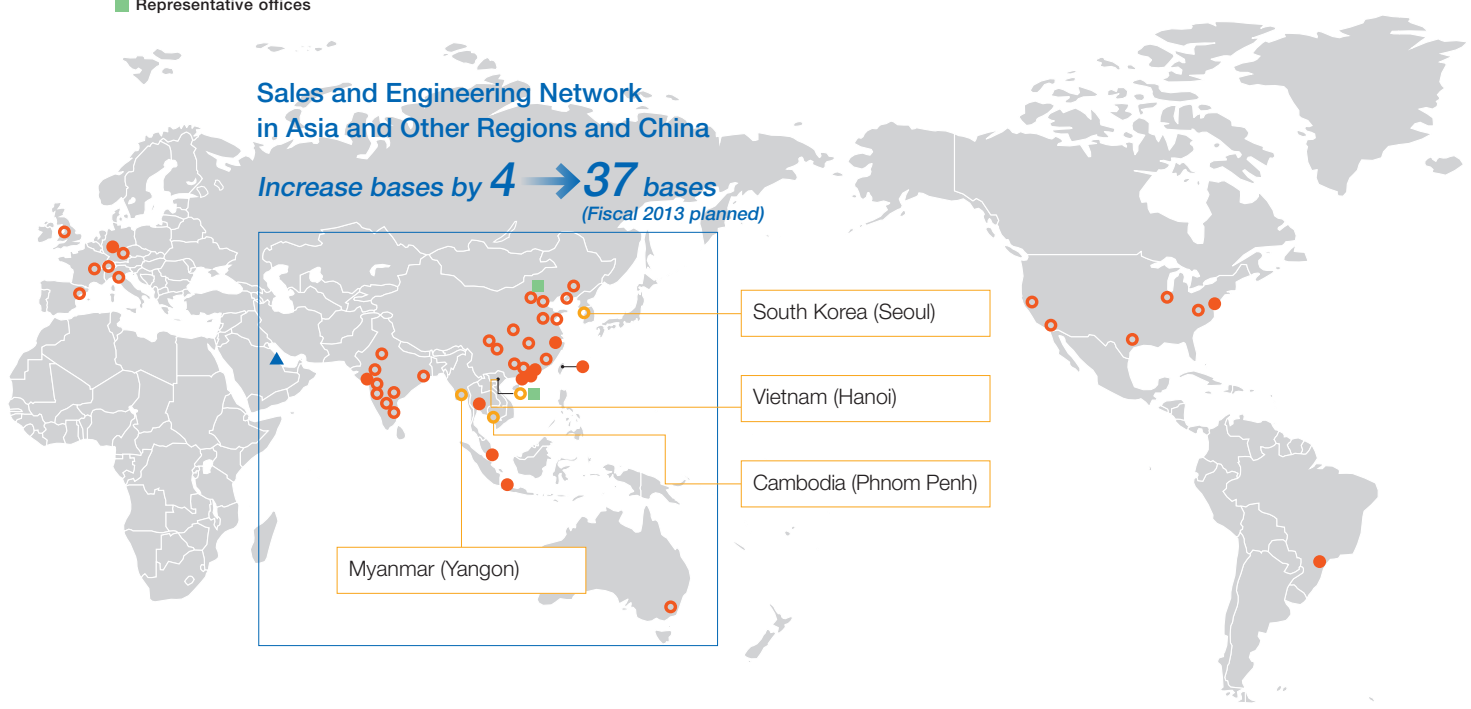 Representative offices
Sales and Engineering Network
in Asia and Other Regions and China
Increase bases by 4 37 bases
(Fiscal 2013 planned)
South Korea (Seoul)
Vietnam (Hanoi)
Cambodia (Phnom Penh)
Myanmar (Yangon)